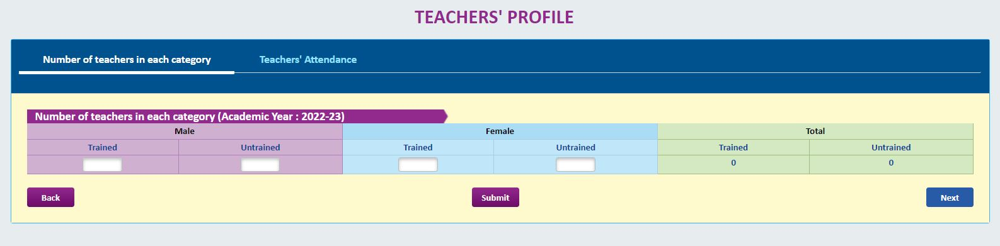 TEACHERS' PROFILE
Number of teachers in each category Teachers' Attendance
Number of teachers in each category (Academic Year : 2022-23)
Male Female Total
Trained Untrained Trained Untrained Trained Untrained
0 0
Back Submit Next